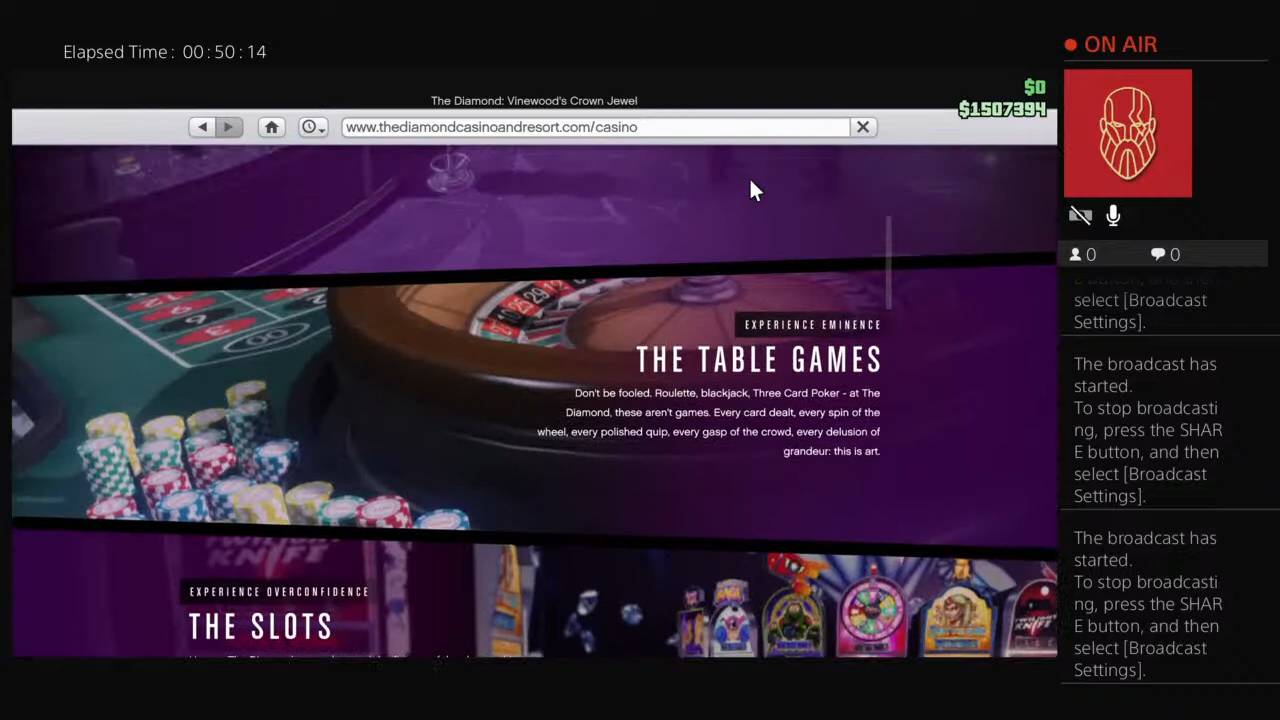 Elapsed Time: 00:50:14
ON AIR
$0
$1507394
The Diamond: Vinewood's Crown Jewel
www.thediamondcasinoandresort.com/casino
0
0
select [Broadcast
Settings].
The broadcast has
started.
To stop broadcasti
ng, press the SHAR
E button, and then
select [Broadcast
Settings].
The broadcast has
started.
To stop broadcasti
ng, press the SHAR
E button, and then
select [Broadcast
Settings].
EXPERIENCE EMINENCE
THE TABLE GAMES
Don't be fooled. Roulette, blackjack, Three Card Poker - at The
Diamond, these aren't games. Every card dealt, every spin of the
wheel, every polished quip, every gasp of the crowd, every delusion of
grandeur: this is art.
EXPERIENCE OVERCONFIDENCE
THE SLOTS
KNIFE